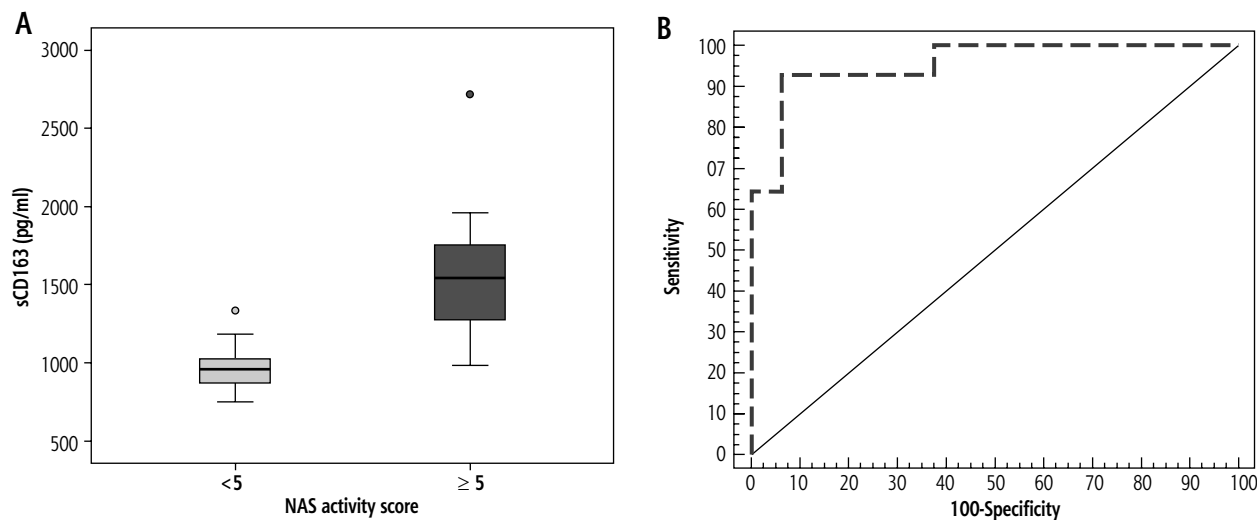 A
sCD163 (pg/ml)
3000
2500
2000
1500
1000
500
<5
≥ 5
NAS activity score
B
Sensitivity
100
90
80
07
60
50
40
30
20
10
0
0 10 20 30 40 50 60 70 80 90 100
100-Specificity